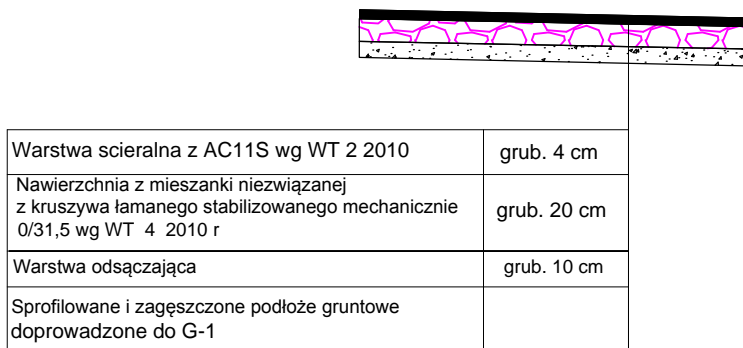 Warstwa scieralna z AC11S wg WT 2 2010 grub. 4 cm
Nawierzchnia z mieszanki niezwiązanej
z kruszywa łamanego stabilizowanego mechanicznie grub. 20 cm
0/31,5 wg WT 4 2010 r
Warstwa odsączająca grub. 10 cm
Sprofilowane i zagęszczone podłoże gruntowe
doprowadzone do G-1